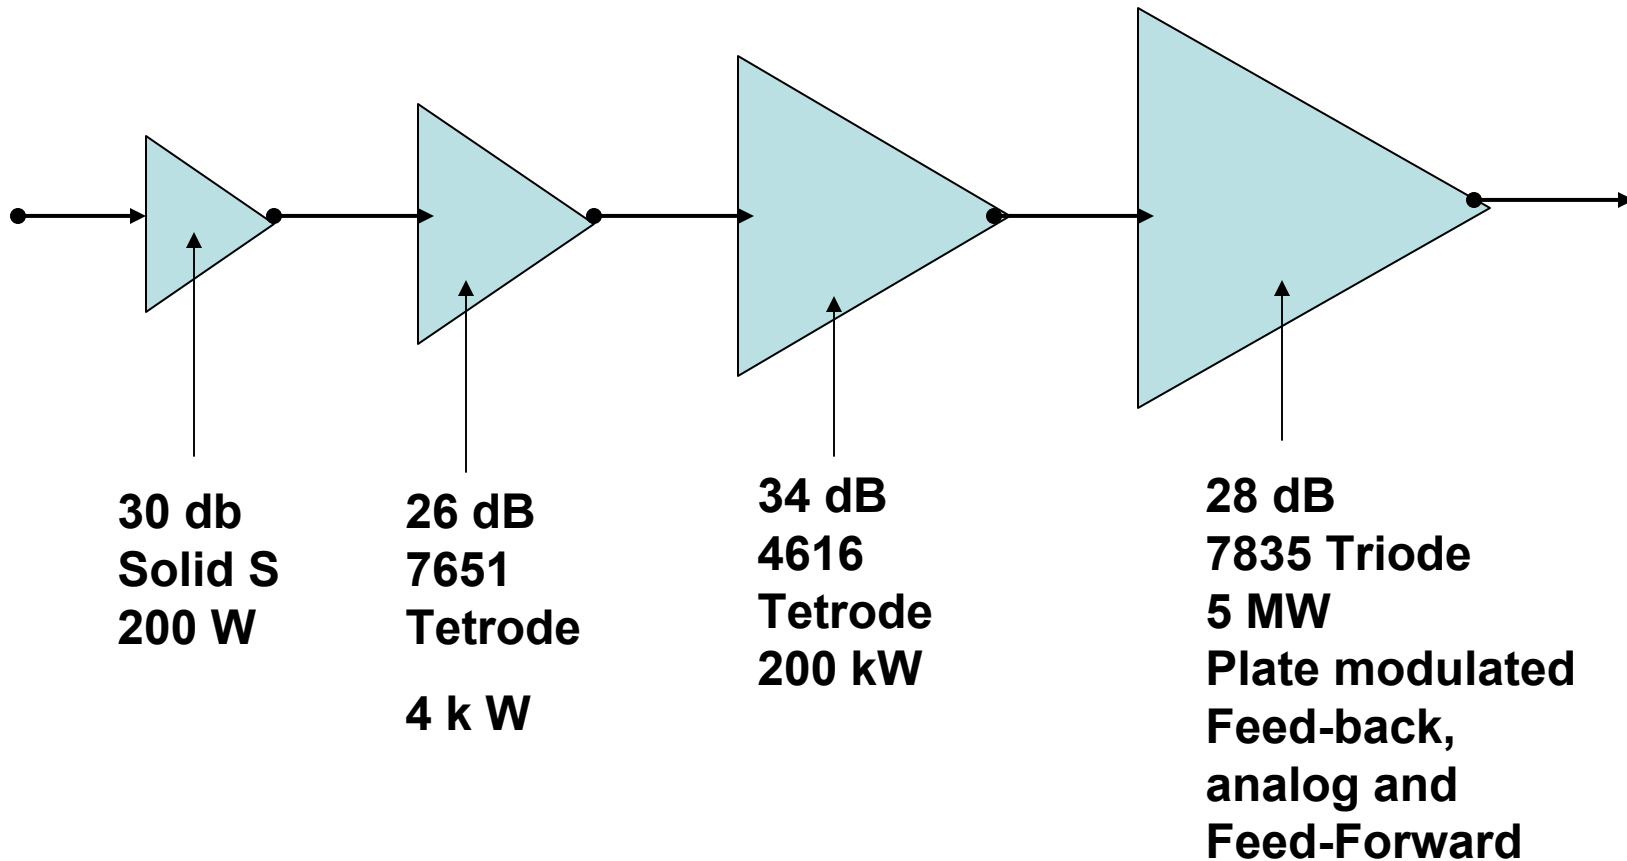 30 db
Solid S
200 W
26 dB
7651
Tetrode
4 k W
34 dB
4616
Tetrode
200 kW
28 dB
7835 Triode
5 MW
Plate modulated
Feed-back,
analog and
Feed-Forward